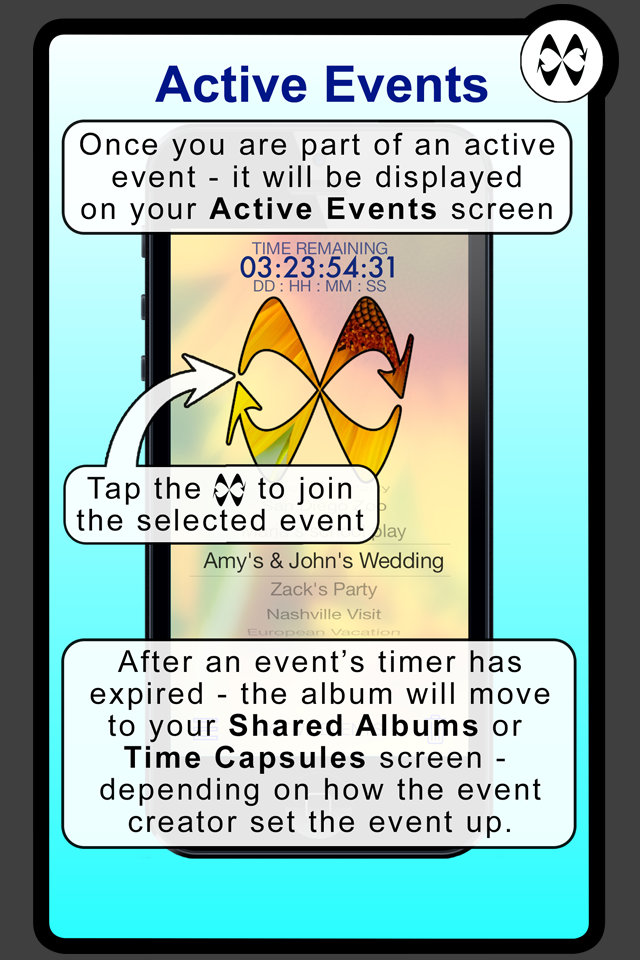 Active Events
Once you are part of an active
event - it will be displayed
on your Active Events screen
TIME REMAINING
03:23:54:31
DD : HH : MM : SS
Tap the to join
the selected event
play
Amy's & John's Wedding
Zack's Party
Nashville Visit
European Vacation
After an event’s timer has
expired - the album will move
to your Shared Albums or
Time Capsules screen -
depending on how the event
creator set the event up.